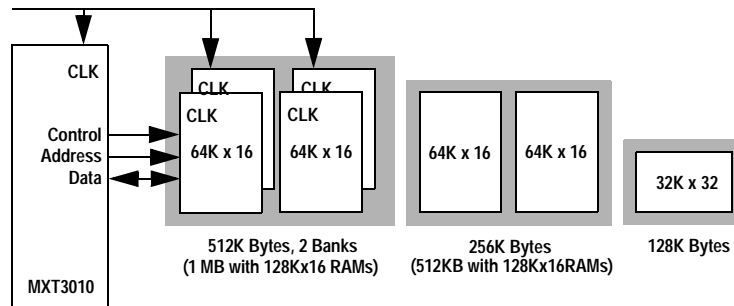 CLK
CLK
CLK
CLK
CLK
Control
Address
Data
64K x 16
64K x 16
64K x 16
64K x 16
32K x 32
512K Bytes, 2 Banks
(1 MB with 128Kx16 RAMs)
256K Bytes
(512KB with 128Kx16RAMs)
128K Bytes
MXT3010